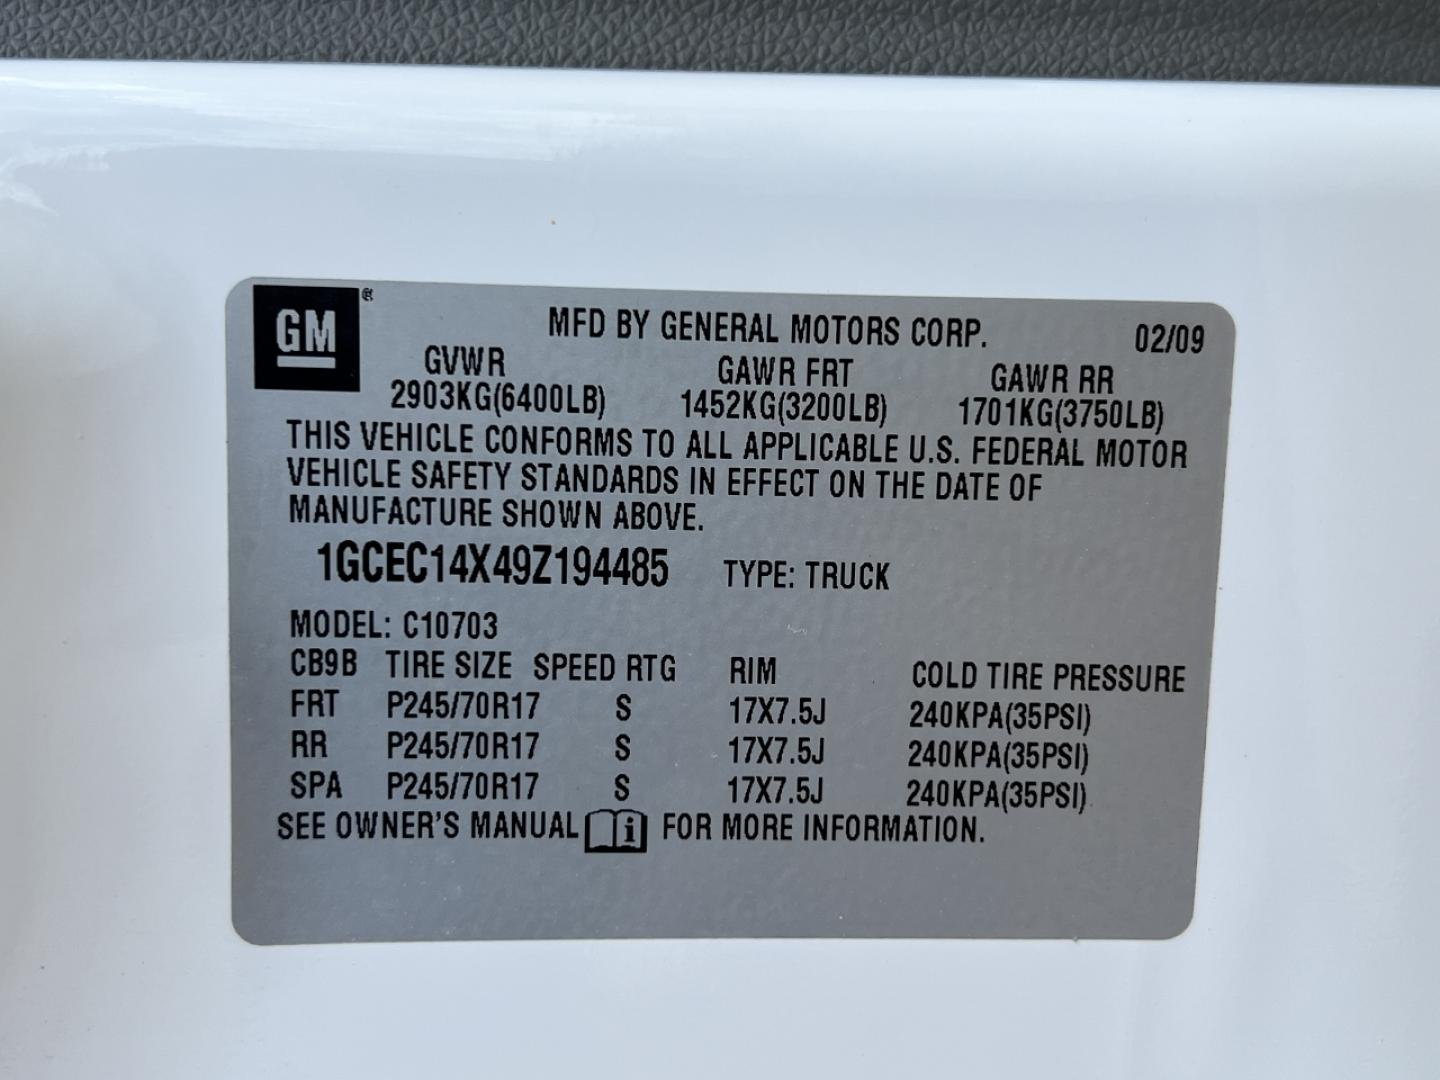 GM ®
MFD BY GENERAL MOTORS CORP. 02/09
GVWR GAWR FRT GAWR RR
2903KG(6400LB) 1452KG(3200LB) 1701KG(3750LB)
THIS VEHICLE CONFORMS TO ALL APPLICABLE U.S. FEDERAL MOTOR
VEHICLE SAFETY STANDARDS IN EFFECT ON THE DATE OF
MANUFACTURE SHOWN ABOVE.
1GCEC14X49Z194485 TYPE: TRUCK
MODEL: C10703
CB9B TIRE SIZE SPEED RTG RIM COLD TIRE PRESSURE
FRT P245/70R17 S 17X7.5J 240KPA(35PSI)
RR P245/70R17 S 17X7.5J 240KPA(35PSI)
SPA P245/70R17 S 17X7.5J 240KPA(35PSI)
SEE OWNER'S MANUAL i FOR MORE INFORMATION.